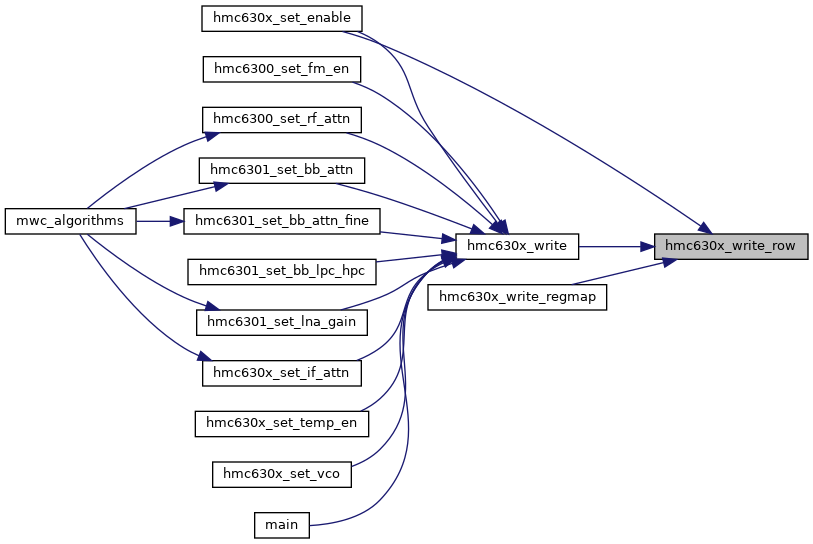 hmc630x_set_enable
hmc6300_set_fm_en
hmc6300_set_rf_attn
hmc6301_set_bb_attn
mwc_algorithms
hmc6301_set_bb_attn_fine
hmc630x_write
hmc630x_write_row
hmc6301_set_bb_lpc_hpc
hmc630x_write_regmap
hmc6301_set_lna_gain
hmc630x_set_if_attn
hmc630x_set_temp_en
hmc630x_set_vco
main